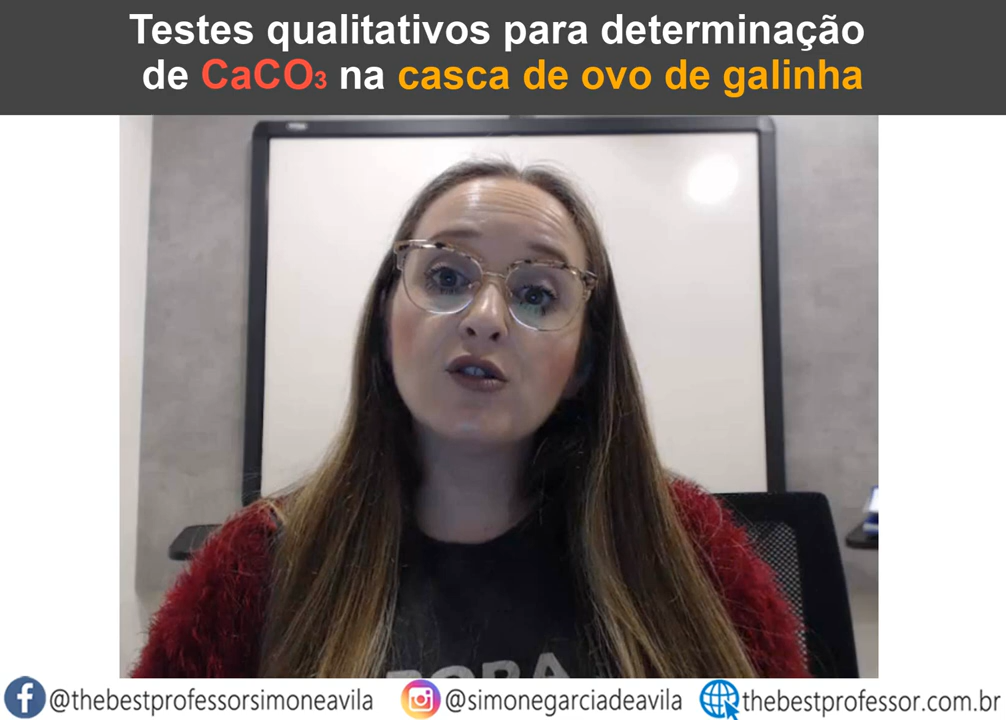 Testes qualitativos para determinação
de CaCO₃ na casca de ovo de galinha
@thebestprofessorsimoneavila @simonegarciadeavila thebestprofessor.com.br